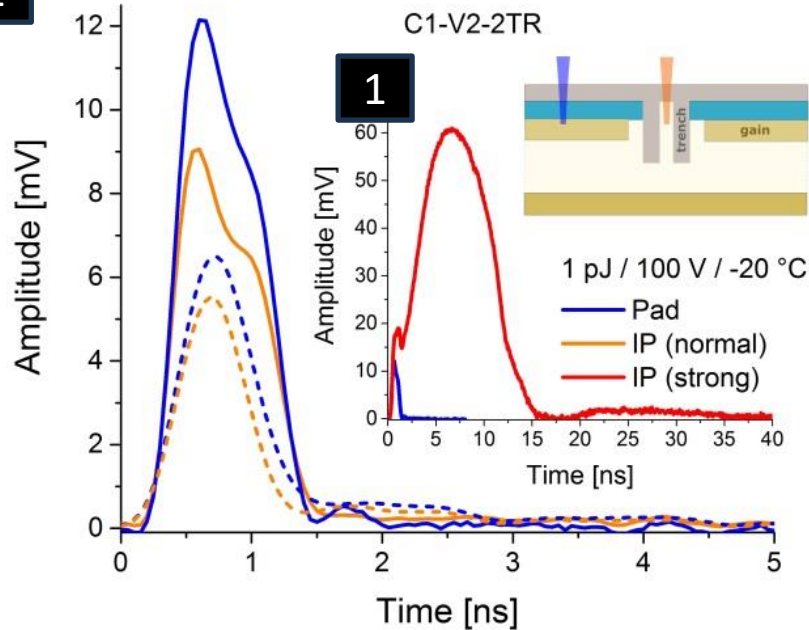 C1-V2-2TR
1
gain
trench
1 pJ / 100 V / -20 °C
Pad
IP (normal)
IP (strong)
Amplitude [mV]
60
50
40
30
20
10
0
0 5 10 15 20 25 30 35 40
Time [ns]
Amplitude [mV]
12
10
8
6
4
2
0
0 1 2 3 4 5
Time [ns]